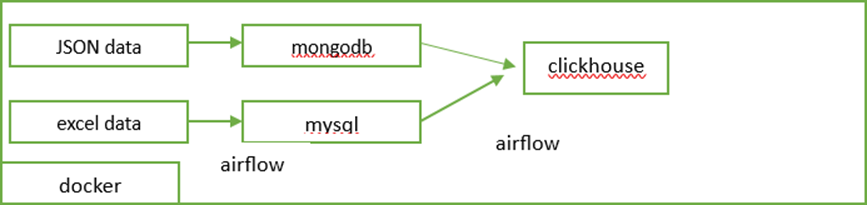 JSON data
mongodb
clickhouse
excel data
mysql
airflow
airflow
docker